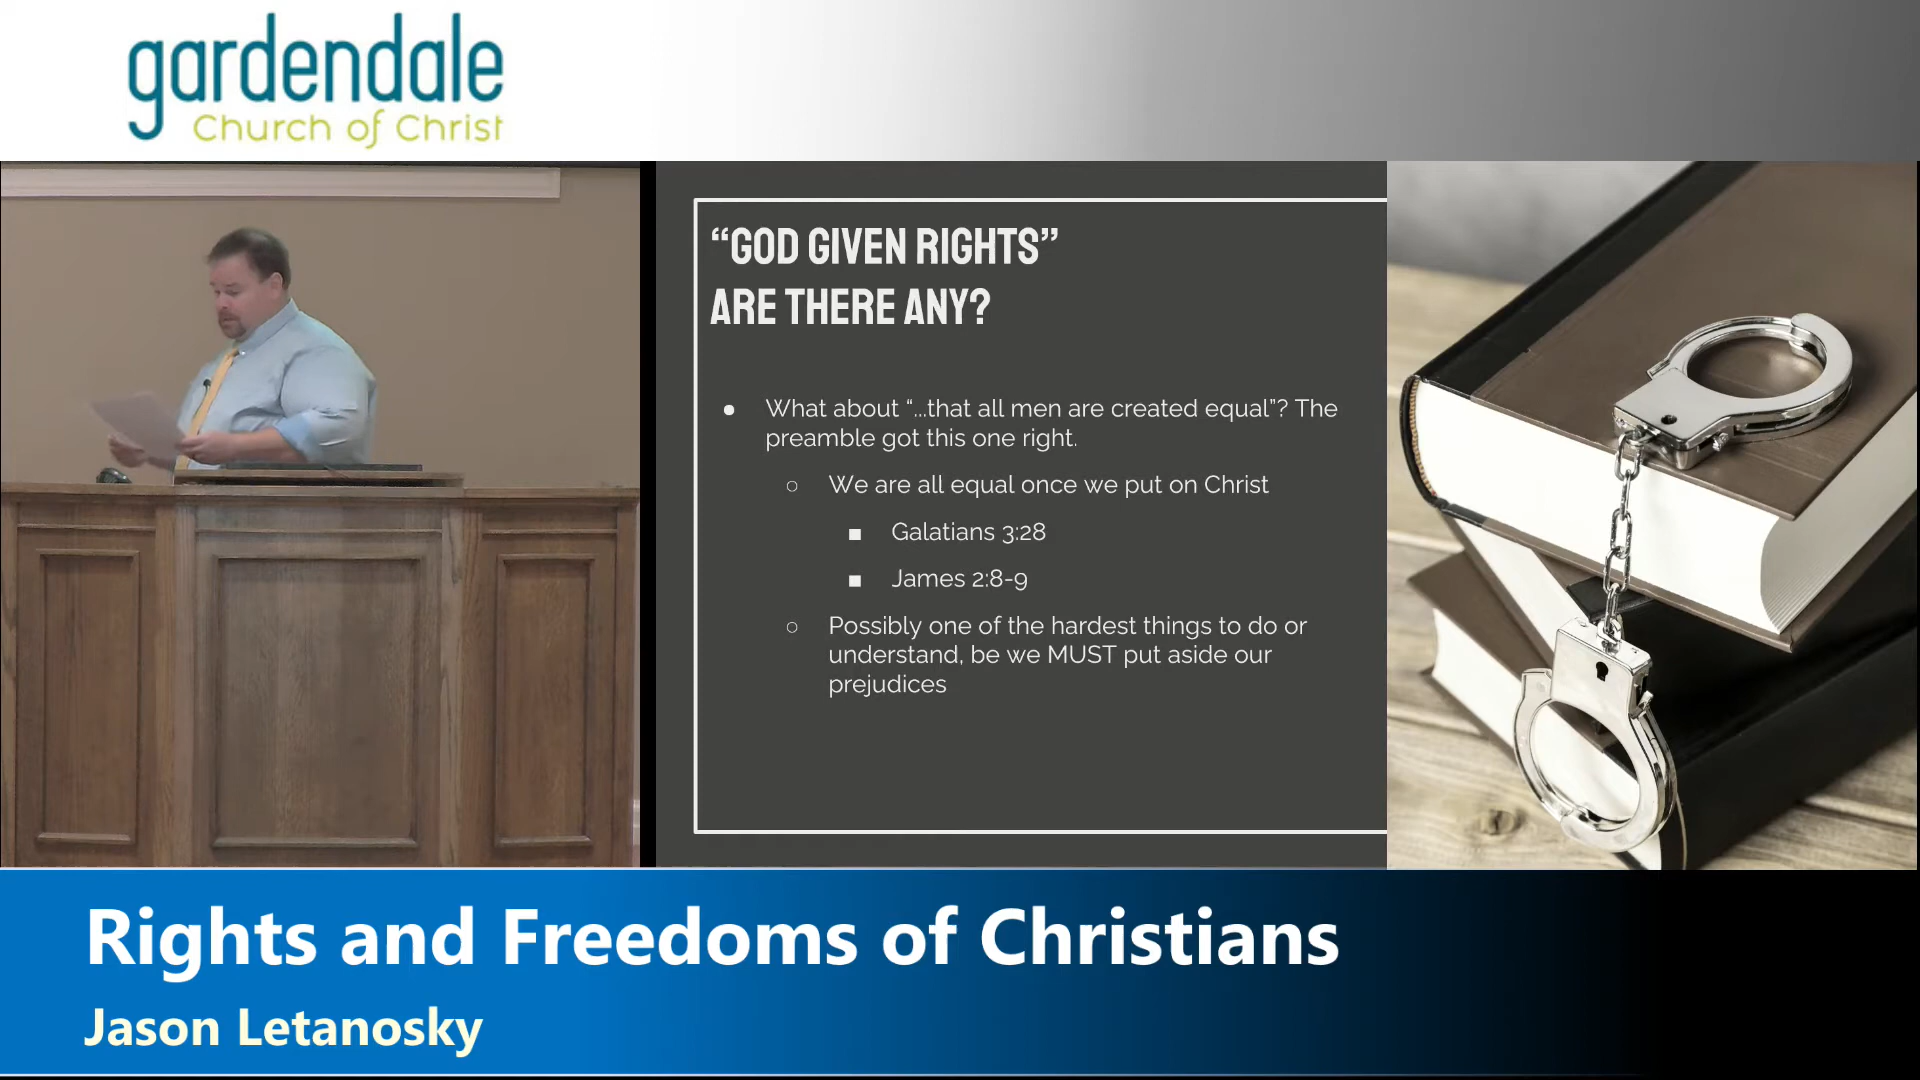 gardendale
Church of Christ
“GOD GIVEN RIGHTS”
ARE THERE ANY?
● What about “...that all men are created equal”? The
preamble got this one right.
○ We are all equal once we put on Christ
■ Galatians 3:28
■ James 2:8-9
○ Possibly one of the hardest things to do or
understand, be we MUST put aside our
prejudices
Rights and Freedoms of Christians
Jason Letanosky